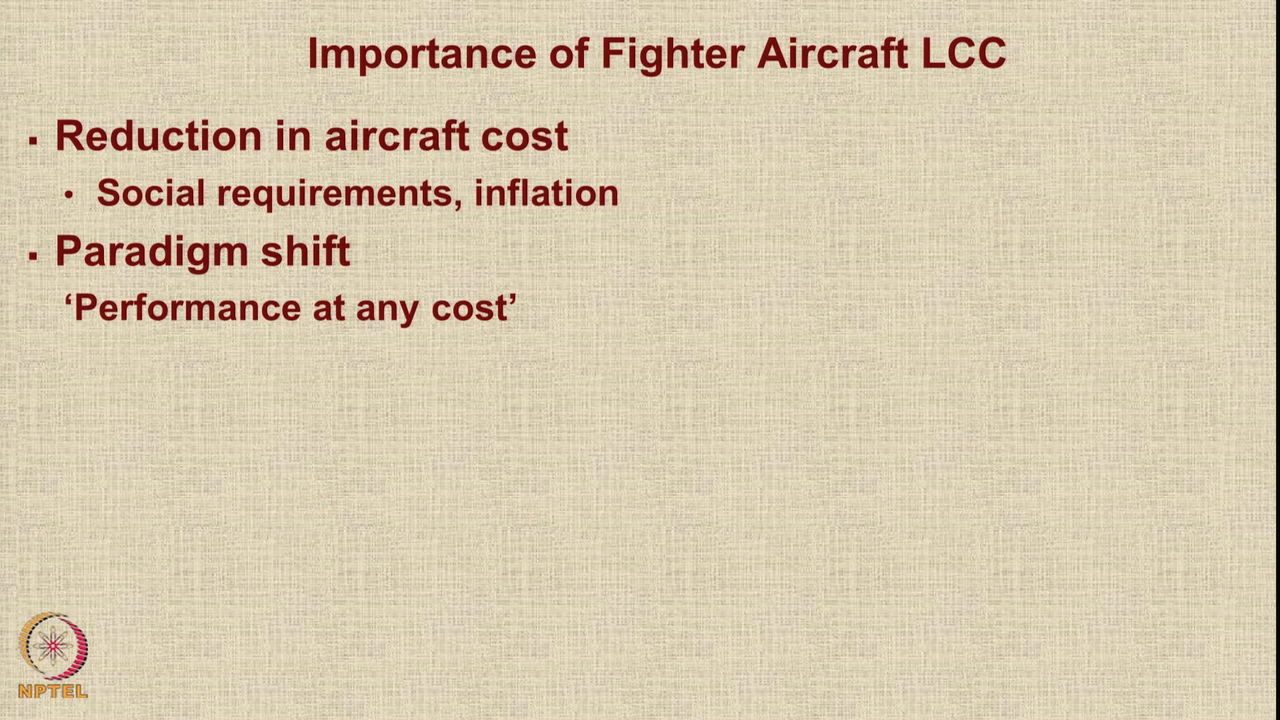 Importance of Fighter Aircraft LCC
▪ Reduction in aircraft cost
• Social requirements, inflation
▪ Paradigm shift
‘Performance at any cost’
NPTEL